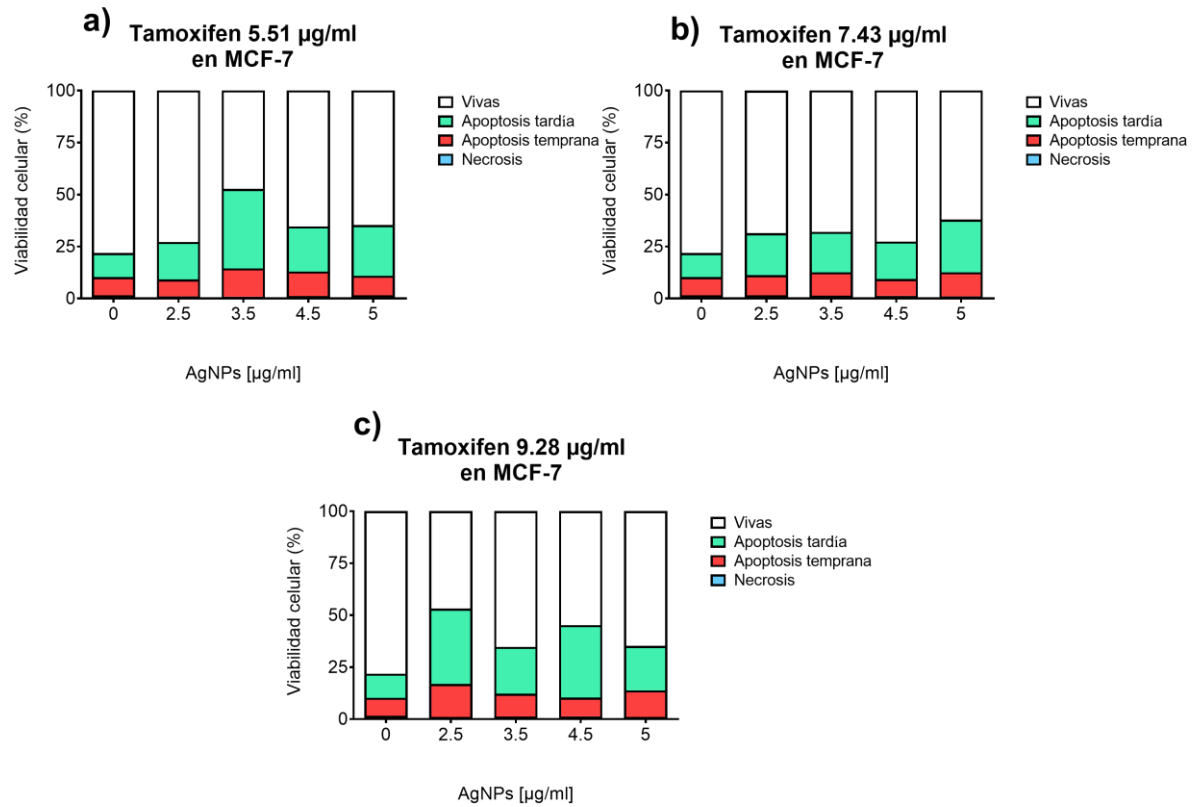 a)
Tamoxifen 5.51 µg/ml
en MCF-7
Viabilidad celular (%)
100
75
50
25
0
0 2.5 3.5 4.5 5
AgNPs [µg/ml]
Vivas
Apoptosis tardía
Apoptosis temprana
Necrosis
b)
Tamoxifen 7.43 µg/ml
en MCF-7
Viabilidad celular (%)
100
75
50
25
0
0 2.5 3.5 4.5 5
AgNPs [µg/ml]
Vivas
Apoptosis tardía
Apoptosis temprana
Necrosis
c)
Tamoxifen 9.28 µg/ml
en MCF-7
Viabilidad celular (%)
100
75
50
25
0
0 2.5 3.5 4.5 5
AgNPs [µg/ml]
Vivas
Apoptosis tardía
Apoptosis temprana
Necrosis